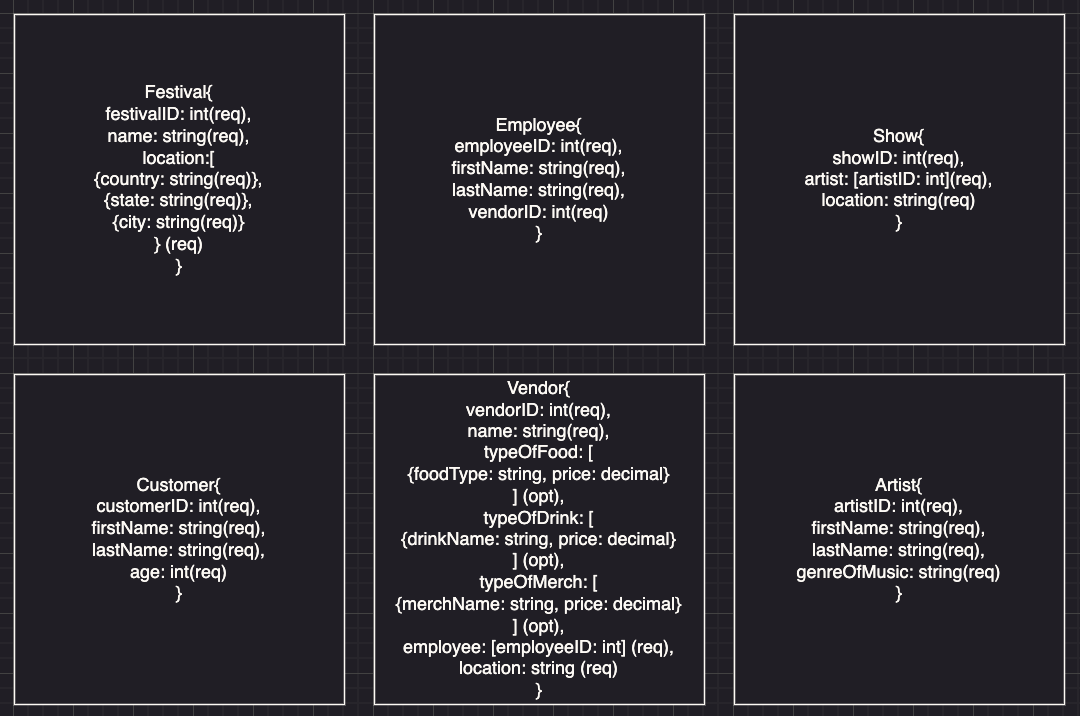 Festival{
festivalID: int(req),
name: string(req),
location:[
{country: string(req)},
{state: string(req)},
{city: string(req)}
} (req)
}
Employee{
employeeID: int(req),
firstName: string(req),
lastName: string(req),
vendorID: int(req)
}
Show{
showID: int(req),
artist: [artistID: int](req),
location: string(req)
}
Customer{
customerID: int(req),
firstName: string(req),
lastName: string(req),
age: int(req)
}
Vendor{
vendorID: int(req),
name: string(req),
typeOfFood: [
{foodType: string, price: decimal}
] (opt),
typeOfDrink: [
{drinkName: string, price: decimal}
] (opt),
typeOfMerch: [
{merchName: string, price: decimal}
] (opt),
employee: [employeeID: int] (req),
location: string (req)
}
Artist{
artistID: int(req),
firstName: string(req),
lastName: string(req),
genreOfMusic: string(req)
}